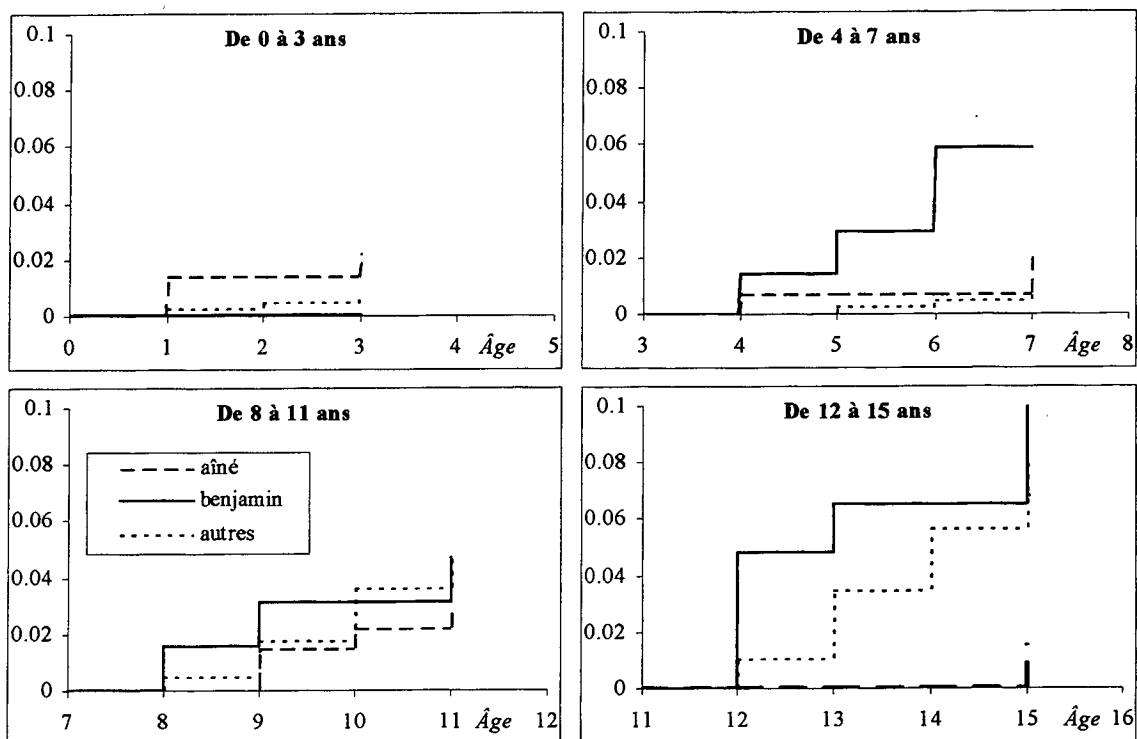 De 0 à 3 ans
0.1
0.08
0.06
0.04
0.02
0
0 1 2 3 4 Âge 5
De 4 à 7 ans
0.1
0.08
0.06
0.04
0.02
0
3 4 5 6 7 Âge 8
De 8 à 11 ans
0.1
0.08
0.06
0.04
0.02
0
aîné
benjamin
autres
7 8 9 10 11 Âge 12
De 12 à 15 ans
0.1
0.08
0.06
0.04
0.02
0
11 12 13 14 15 Âge 16